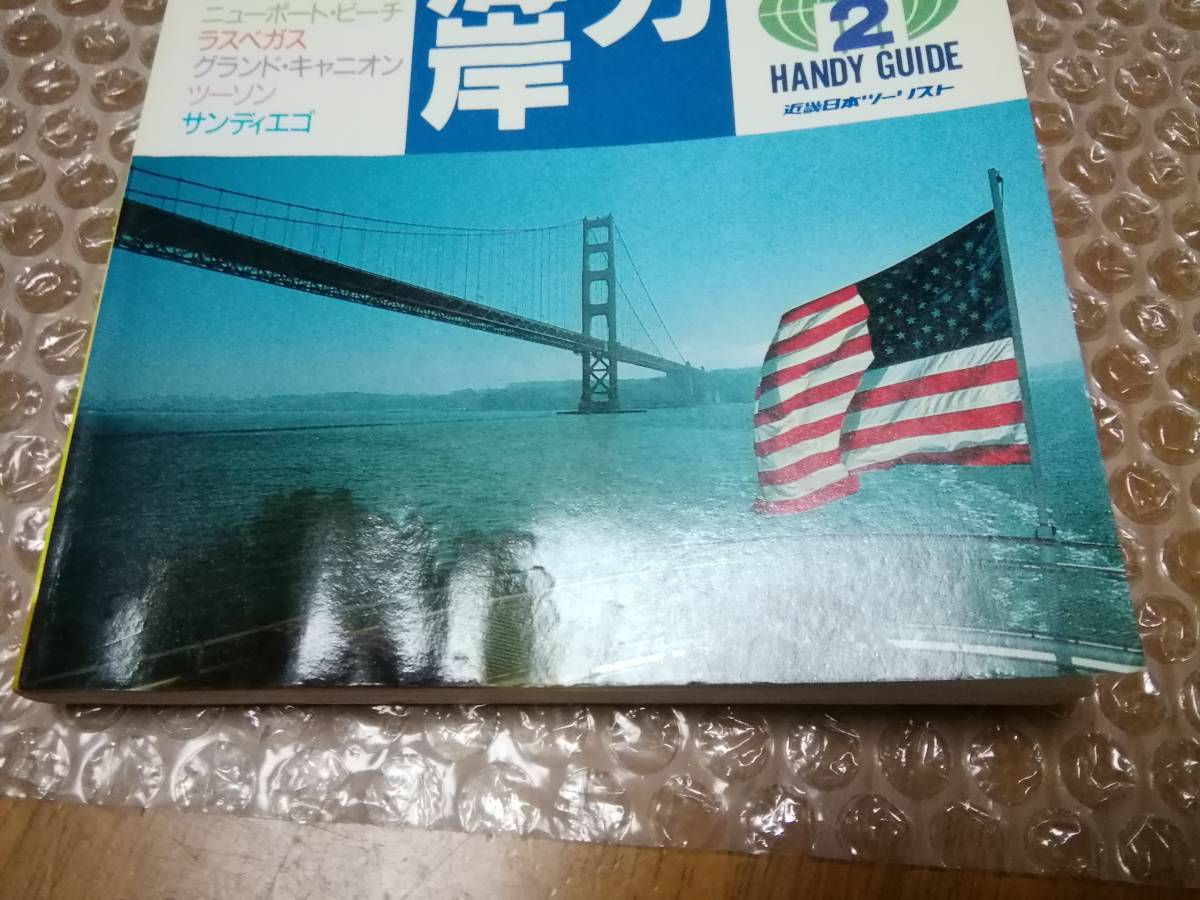 ニューポート・ビーチ
ラスベガス
グランド・キャニオン
ツーソン
サンディエゴ
岸
2
HANDY GUIDE
近畿日本ツーリスト